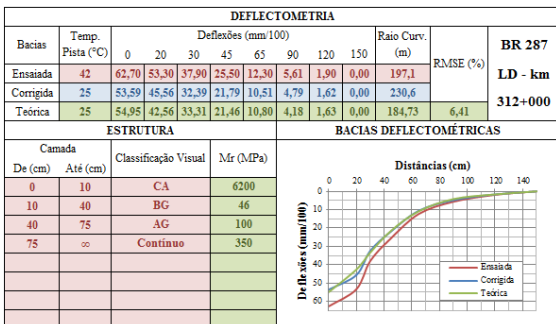 DEFLECTOMETRIA
Bacias Temp. Pista (°C) Deflexões (mm/100) Raio Curv. (m) RMSE (%) BR 287 LD - km 312+000
0 20 30 45 65 90 120 150
Ensaiada 42 62,70 53,30 37,90 25,50 12,30 5,61 1,90 0,00 197,1
Corrigida 25 53,59 45,56 32,39 21,79 10,51 4,79 1,62 0,00 230,6
Teórica 25 54,95 42,56 33,31 21,46 10,80 4,18 1,63 0,00 184,73 6,41
ESTRUTURA BACIAS DEFLECTOMÉTRICAS
Camada Classificação Visual Mr (MPa)
De (cm) Até (cm)
0 10 CA 6200
10 40 BG 46
40 75 AG 100
75 ∞ Contínuo 350
Distâncias (cm)
0 20 40 60 80 100 120 140
Deflexões (mm/100)
0
10
20
30
40
50
60
Ensaiada
Corrigida
Teórica